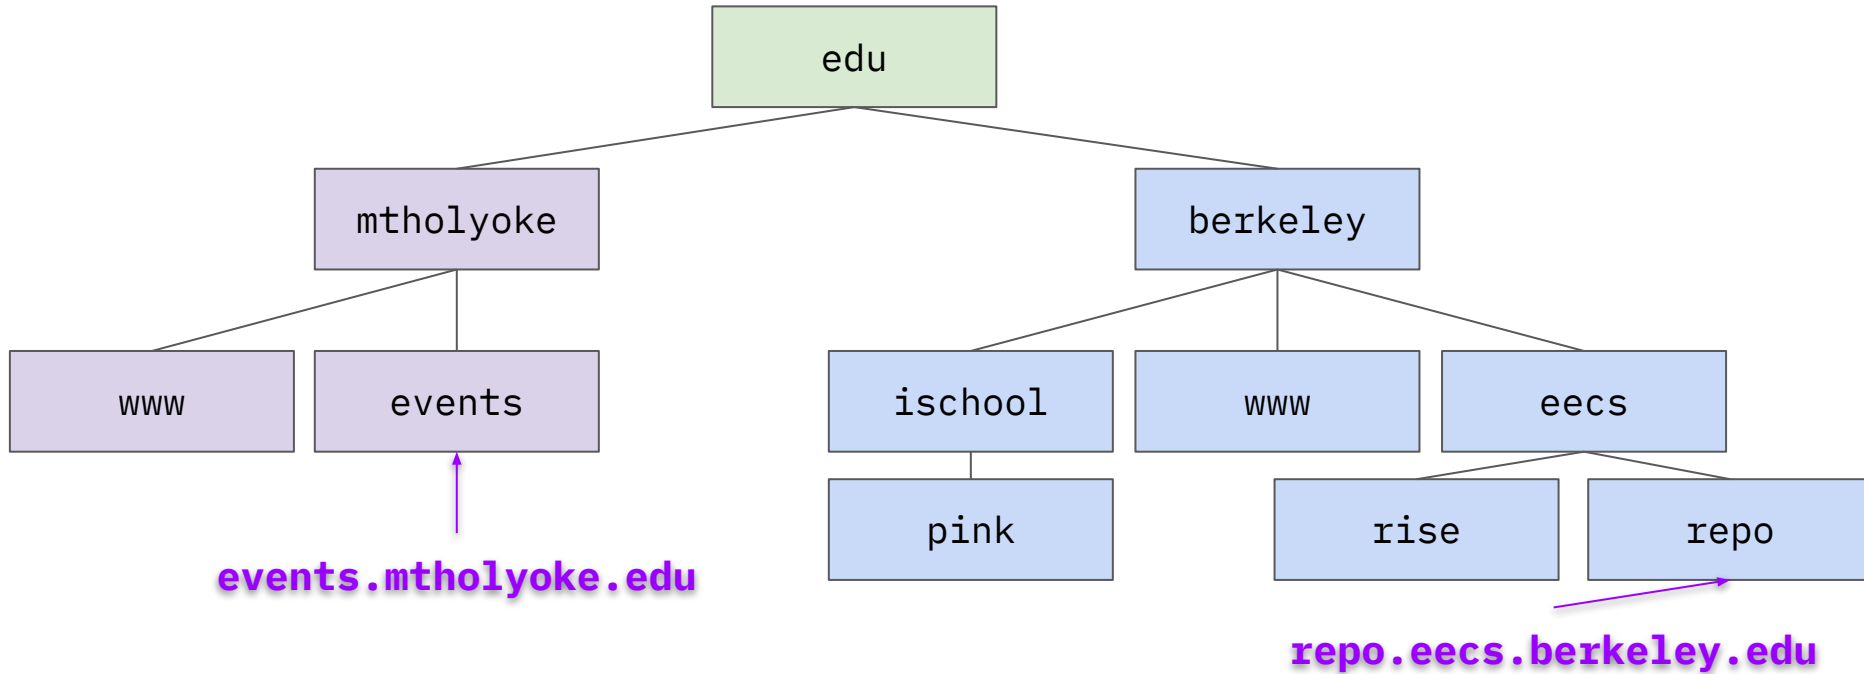 edu
mtholyoke
berkeley
www
events
ischool
www
eecs
pink
rise
repo
events.mtholyoke.edu
repo.eecs.berkeley.edu